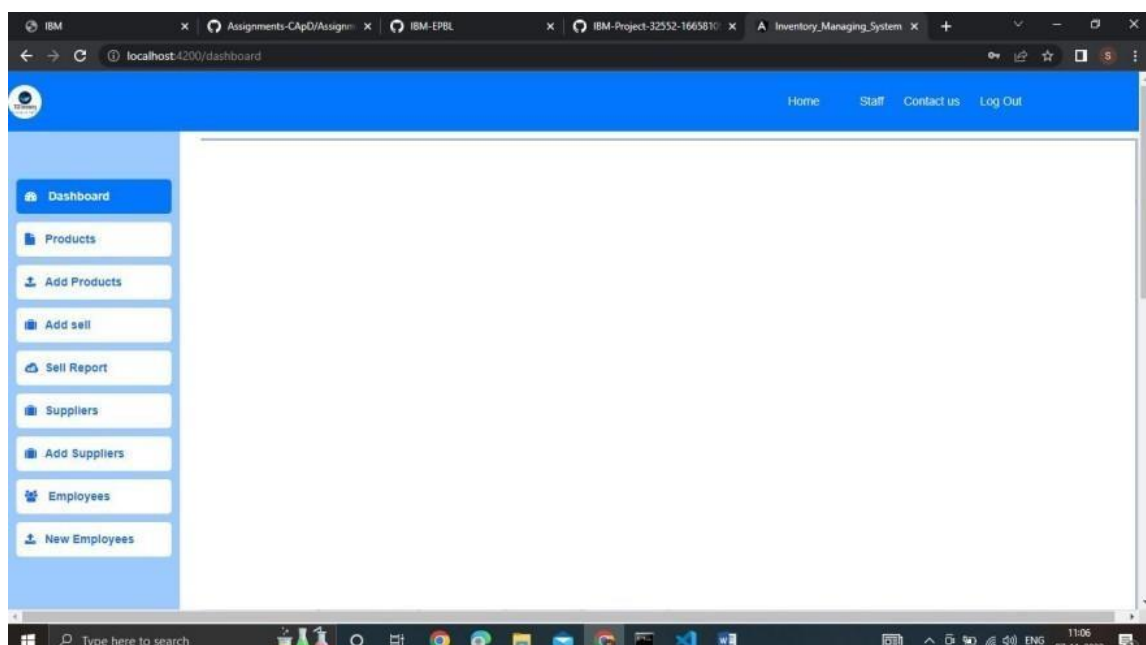 IBM
Assignments-CApD/Assignm
IBM-EPBL
IBM-Project-32552-1665810
Inventory_Managing_System
localhost:4200/dashboard
S
Home Staff Contact us Log Out
Dashboard
Products
Add Products
Add sell
Sell Report
Suppliers
Add Suppliers
Employees
New Employees
Type here to search
ENG
11:06